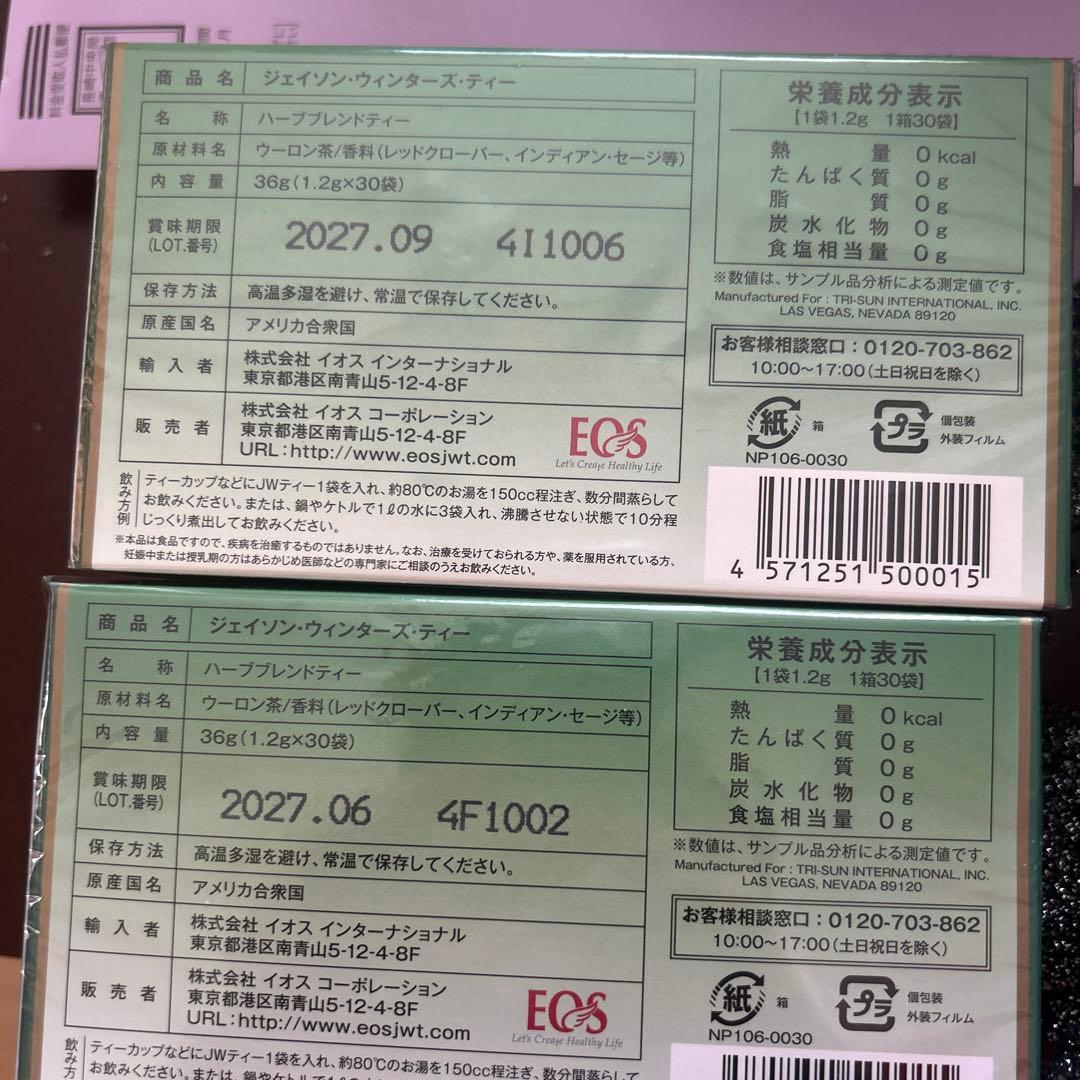 料金受取人払郵便
商品名 ジェイソン・ウィンターズ・ティー
名称 ハーブブレンドティー
原材料名 ウーロン茶/香料(レッドクローバー、インディアン・セージ等)
内容量 36g(1.2g×30袋)
賞味期限 2027.09 4I1006
(LOT.番号)
保存方法 高温多湿を避け、常温で保存してください。
原産国名 アメリカ合衆国
輸入者 株式会社 イオス インターナショナル
東京都港区南青山5-12-4-8F
販売者 株式会社 イオス コーポレーション
東京都港区南青山5-12-4-8F
URL:http://www.eosjwt.com
EOS
Let's Create Healthy Life
飲み方例
ティーカップなどにJWティー1袋を入れ、約80℃のお湯を150cc程注ぎ、数分間蒸らして
お飲みください。または、鍋やケトルで1ℓの水に3袋入れ、沸騰させない状態で10分程
じっくり煮出してお飲みください。
※本品は食品ですので、疾病を治癒するものではありません。なお、治療を受けておられる方や、薬を服用されている方、
妊娠中または授乳期の方はあらかじめ医師などの専門家にご相談のうえお飲みください。
栄養成分表示
【1袋1.2g 1箱30袋】
熱量 0 kcal
たんぱく質 0 g
脂質 0 g
炭水化物 0 g
食塩相当量 0 g
※数値は、サンプル品分析による測定値です。
Manufactured For : TRI-SUN INTERNATIONAL, INC.
LAS VEGAS, NEVADA 89120
お客様相談窓口:0120-703-862
10:00〜17:00(土日祝日を除く)
紙 箱
プラ 個包装
外装フィルム
NP106-0030
4 571251 500015
商品名 ジェイソン・ウィンターズ・ティー
名称 ハーブブレンドティー
原材料名 ウーロン茶/香料(レッドクローバー、インディアン・セージ等)
内容量 36g(1.2g×30袋)
賞味期限 2027.06 4F1002
(LOT.番号)
保存方法 高温多湿を避け、常温で保存してください。
原産国名 アメリカ合衆国
輸入者 株式会社 イオス インターナショナル
東京都港区南青山5-12-4-8F
販売者 株式会社 イオス コーポレーション
東京都港区南青山5-12-4-8F
URL:http://www.eosjwt.com
EOS
Let's Create Healthy Life
飲み方
ティーカップなどにJWティー1袋を入れ、約80℃のお湯を150cc程注ぎ、数分間蒸らして
お飲みください。または、鍋やケトルで1
栄養成分表示
【1袋1.2g 1箱30袋】
熱量 0 kcal
たんぱく質 0 g
脂質 0 g
炭水化物 0 g
食塩相当量 0 g
※数値は、サンプル品分析による測定値です。
Manufactured For : TRI-SUN INTERNATIONAL, INC.
LAS VEGAS, NEVADA 89120
お客様相談窓口:0120-703-862
10:00〜17:00(土日祝日を除く)
紙 箱
プラ 個包装
外装フィルム
NP106-0030